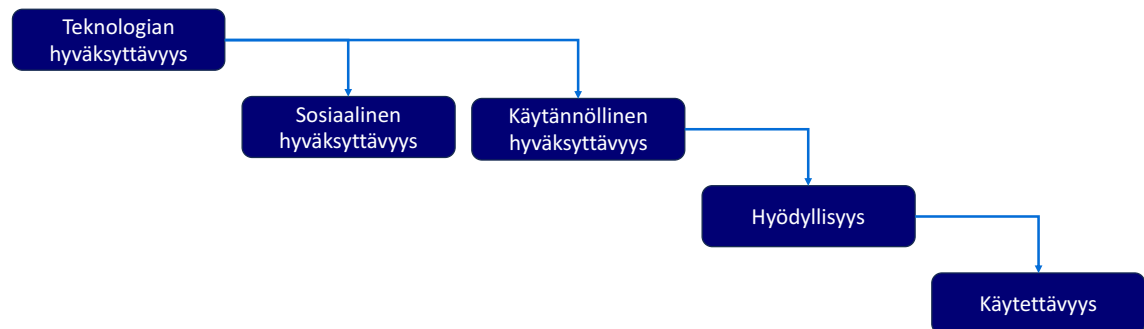 Teknologian
hyväksyttävyys
Sosiaalinen
hyväksyttävyys
Käytännöllinen
hyväksyttävyys
Hyödyllisyys
Käytettävyys